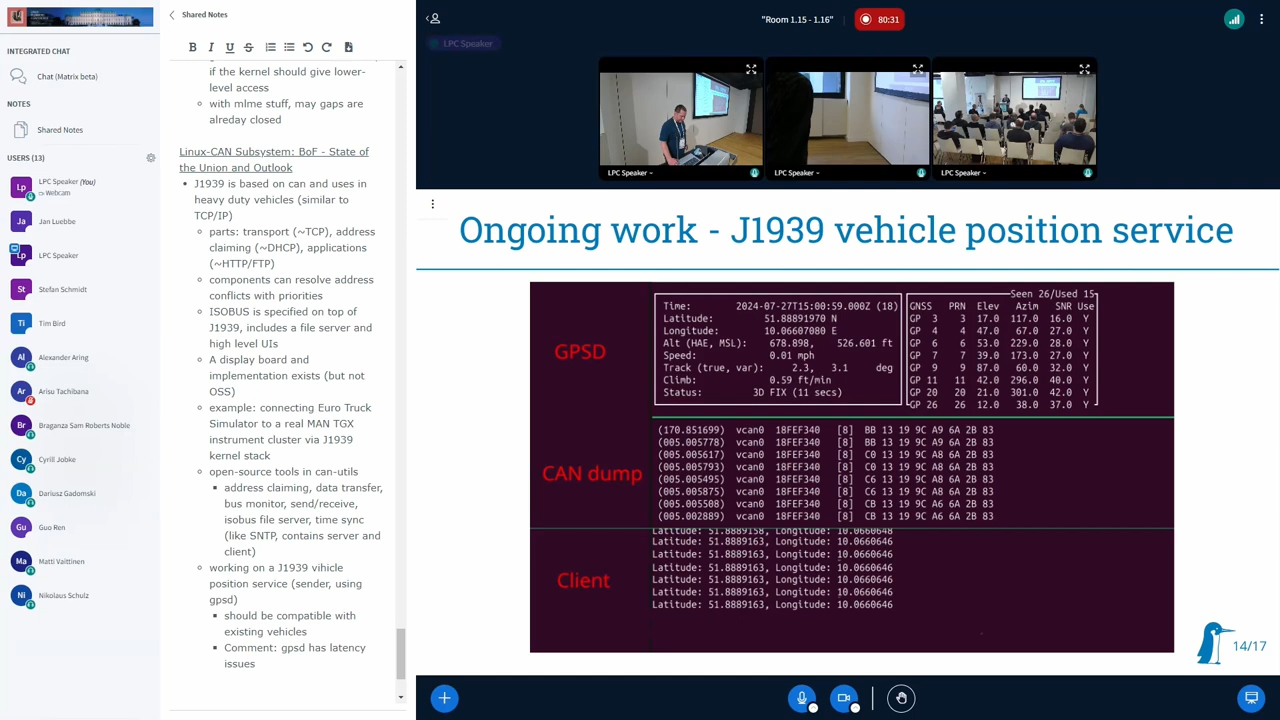 INTEGRATED CHAT
Chat (Matrix beta)
NOTES
Shared Notes
USERS (13)
Lp LPC Speaker (You)
Webcam
Ja Jan Luebbe
Lp LPC Speaker
St Stefan Schmidt
Ti Tim Bird
Al Alexander Aring
Ar Arisu Tachibana
Br Braganza Sam Roberts Noble
Cy Cyrill Jobke
Da Dariusz Gadomski
Gu Guo Ren
Ma Matti Vaittinen
Ni Nikolaus Schulz
Shared Notes
B I U S
if the kernel should give lower-
level access
with mlme stuff, may gaps are
alreday closed
Linux-CAN Subsystem: BoF - State of
the Union and Outlook
J1939 is based on can and uses in
heavy duty vehicles (similar to
TCP/IP)
parts: transport (~TCP), address
claiming (~DHCP), applications
(~HTTP/FTP)
components can resolve address
conflicts with priorities
ISOBUS is specified on top of
J1939, includes a file server and
high level UIs
A display board and
implementation exists (but not
OSS)
example: connecting Euro Truck
Simulator to a real MAN TGX
instrument cluster via J1939
kernel stack
open-source tools in can-utils
address claiming, data transfer,
bus monitor, send/receive,
isobus file server, time sync
(like SNTP, contains server and
client)
working on a J1939 vihicle
position service (sender, using
gpsd)
should be compatible with
existing vehicles
Comment: gpsd has latency
issues
"Room 1.15 - 1.16"
80:31
LPC Speaker
LPC Speaker
LPC Speaker
LPC Speaker
Ongoing work - J1939 vehicle position service
GPSD
Time: 2024-07-27T15:00:59.000Z (18)
Latitude: 51.88891970 N
Longitude: 10.06607080 E
Alt (HAE, MSL): 678.898, 526.601 ft
Speed: 0.01 mph
Track (true, var): 2.3, 3.1 deg
Climb: 0.59 ft/min
Status: 3D FIX (11 secs)
Seen 26/Used 15
GNSS PRN Elev Azim SNR Use
GP 3 3 17.0 117.0 16.0 Y
GP 4 4 47.0 67.0 27.0 Y
GP 6 6 53.0 229.0 28.0 Y
GP 7 7 39.0 173.0 27.0 Y
GP 9 9 87.0 60.0 32.0 Y
GP 11 11 42.0 296.0 40.0 Y
GP 20 20 21.0 301.0 42.0 Y
GP 26 26 12.0 38.0 37.0 Y
CAN dump
(170.851699) vcan0 18FEF340 [8] BB 13 19 9C A9 6A 2B 83
(005.005778) vcan0 18FEF340 [8] BB 13 19 9C A9 6A 2B 83
(005.005617) vcan0 18FEF340 [8] C0 13 19 9C A8 6A 2B 83
(005.005793) vcan0 18FEF340 [8] C0 13 19 9C A8 6A 2B 83
(005.005495) vcan0 18FEF340 [8] C6 13 19 9C A8 6A 2B 83
(005.005875) vcan0 18FEF340 [8] C6 13 19 9C A8 6A 2B 83
(005.005508) vcan0 18FEF340 [8] CB 13 19 9C A6 6A 2B 83
(005.002889) vcan0 18FEF340 [8] CB 13 19 9C A6 6A 2B 83
Client
Latitude: 51.8889158, Longitude: 10.0660648
Latitude: 51.8889163, Longitude: 10.0660646
Latitude: 51.8889163, Longitude: 10.0660646
Latitude: 51.8889163, Longitude: 10.0660646
Latitude: 51.8889163, Longitude: 10.0660646
Latitude: 51.8889163, Longitude: 10.0660646
Latitude: 51.8889163, Longitude: 10.0660646
14/17